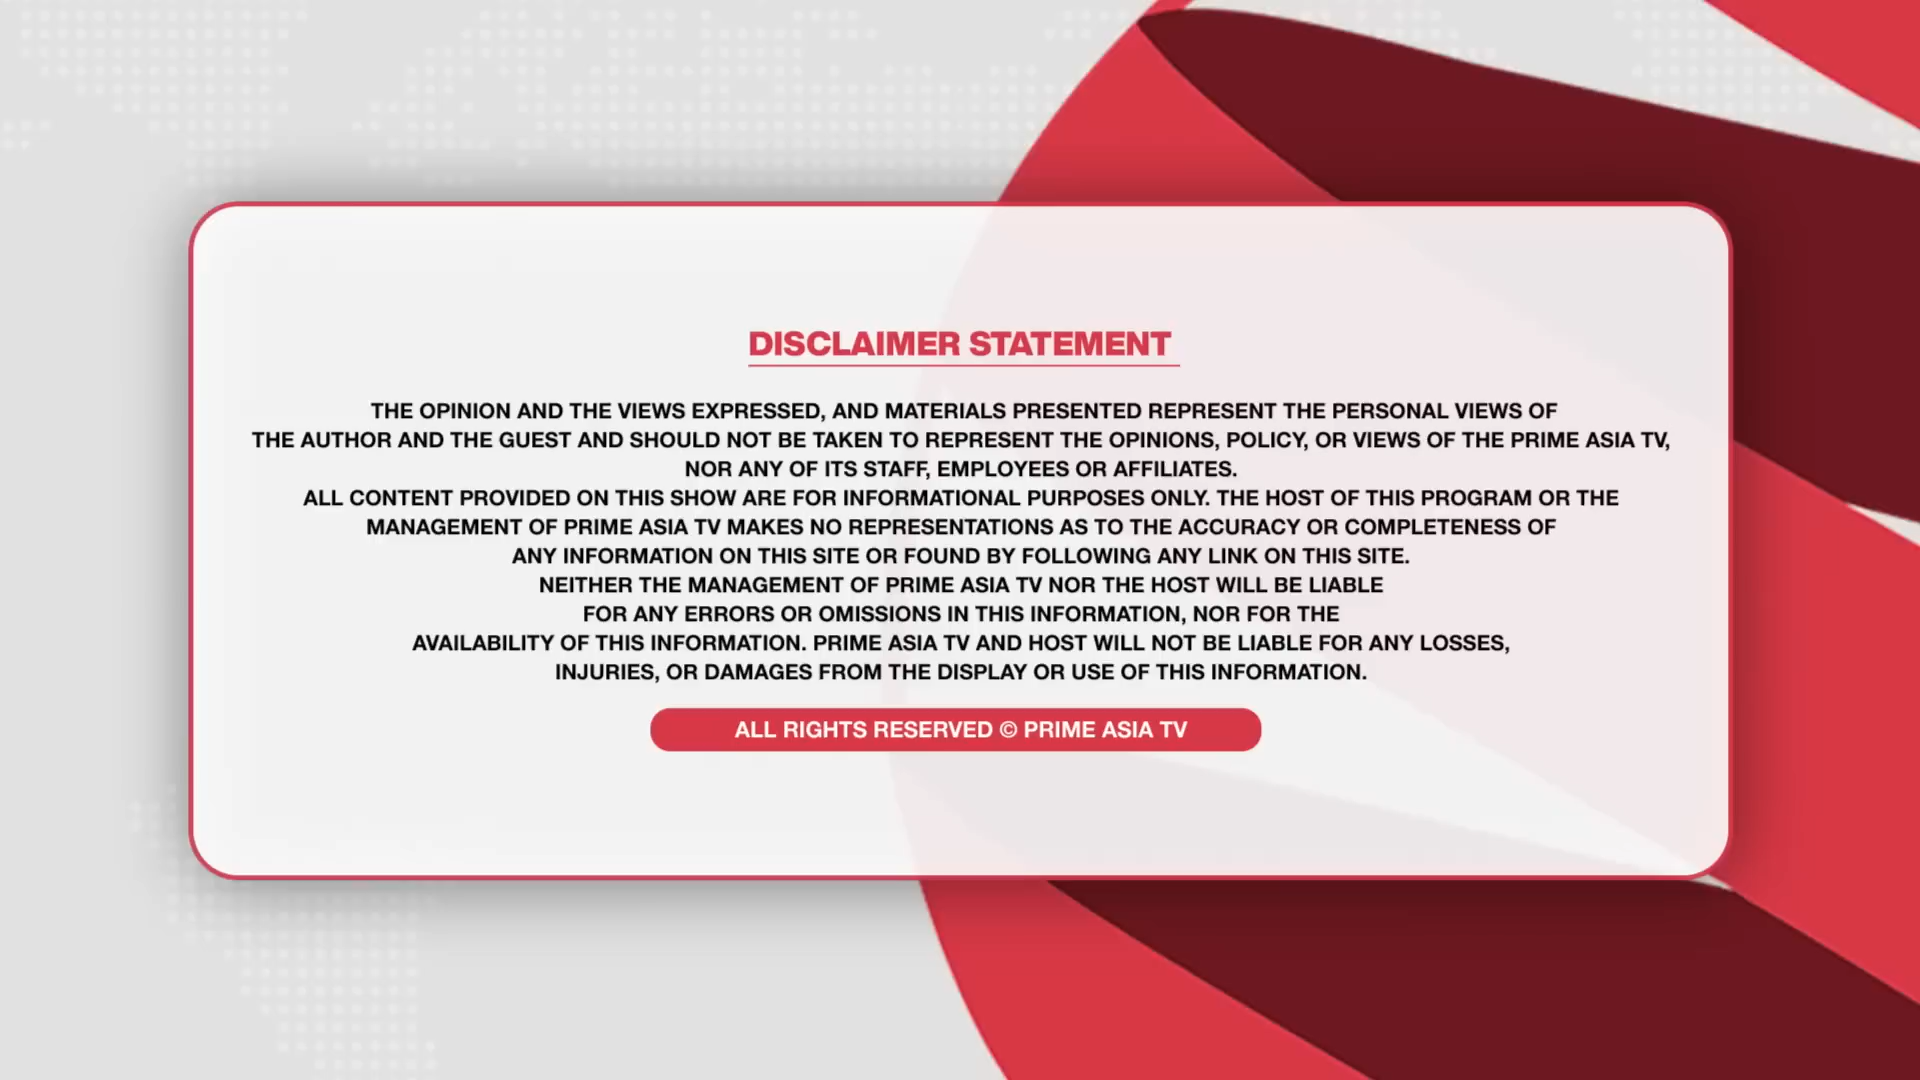 DISCLAIMER STATEMENT
THE OPINION AND THE VIEWS EXPRESSED, AND MATERIALS PRESENTED REPRESENT THE PERSONAL VIEWS OF
THE AUTHOR AND THE GUEST AND SHOULD NOT BE TAKEN TO REPRESENT THE OPINIONS, POLICY, OR VIEWS OF THE PRIME ASIA TV,
NOR ANY OF ITS STAFF, EMPLOYEES OR AFFILIATES.
ALL CONTENT PROVIDED ON THIS SHOW ARE FOR INFORMATIONAL PURPOSES ONLY. THE HOST OF THIS PROGRAM OR THE
MANAGEMENT OF PRIME ASIA TV MAKES NO REPRESENTATIONS AS TO THE ACCURACY OR COMPLETENESS OF
ANY INFORMATION ON THIS SITE OR FOUND BY FOLLOWING ANY LINK ON THIS SITE.
NEITHER THE MANAGEMENT OF PRIME ASIA TV NOR THE HOST WILL BE LIABLE
FOR ANY ERRORS OR OMISSIONS IN THIS INFORMATION, NOR FOR THE
AVAILABILITY OF THIS INFORMATION. PRIME ASIA TV AND HOST WILL NOT BE LIABLE FOR ANY LOSSES,
INJURIES, OR DAMAGES FROM THE DISPLAY OR USE OF THIS INFORMATION.
ALL RIGHTS RESERVED © PRIME ASIA TV